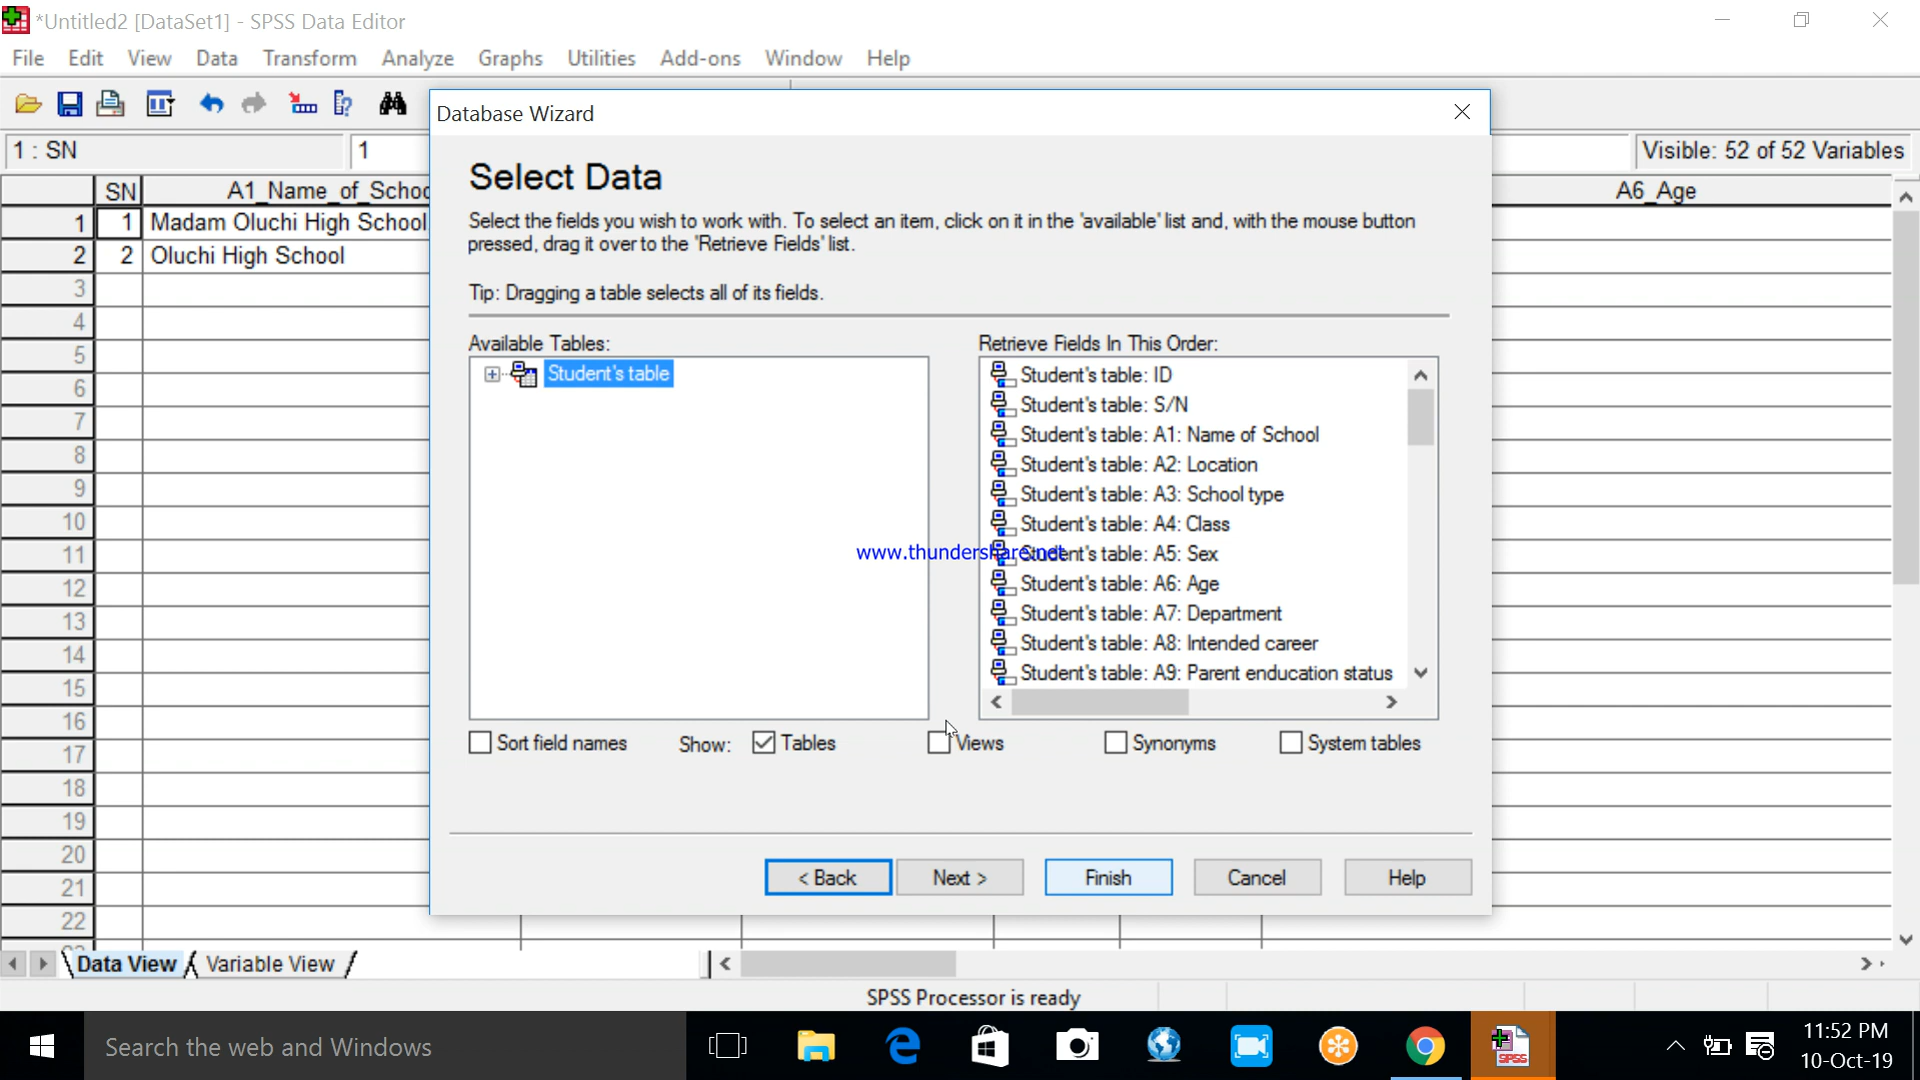 *Untitled2 [DataSet1] - SPSS Data Editor
File Edit View Data Transform Analyze Graphs Utilities Add-ons Window Help
Database Wizard
1 : SN 1 Visible: 52 of 52 Variables
Select Data
SN A1_Name_of_Schoo A6_Age
1 1 Madam Oluchi High School
2 2 Oluchi High School
Select the fields you wish to work with. To select an item, click on it in the 'available' list and, with the mouse button
pressed, drag it over to the 'Retrieve Fields' list.
Tip: Dragging a table selects all of its fields.
Available Tables:
Student's table
Retrieve Fields In This Order:
Student's table: ID
Student's table: S/N
Student's table: A1: Name of School
Student's table: A2: Location
Student's table: A3: School type
Student's table: A4: Class
Student's table: A5: Sex
Student's table: A6: Age
Student's table: A7: Department
Student's table: A8: Intended career
Student's table: A9: Parent enducation status
www.thundershare.net
Sort field names Show: Tables Views Synonyms System tables
< Back Next > Finish Cancel Help
3
4
5
6
7
8
9
10
11
12
13
14
15
16
17
18
19
20
21
22
23
Data View Variable View
SPSS Processor is ready
Search the web and Windows
SPSS
11:52 PM
10-Oct-19